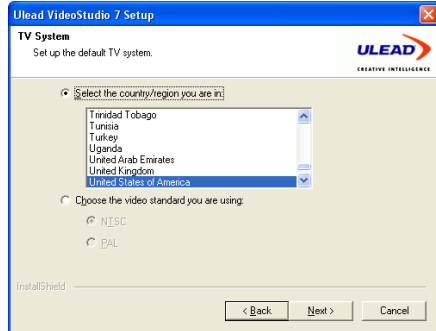 Ulead VideoStudio 7 Setup
TV System
Set up the default TV system.
ULEAD
CREATIVE INTELLIGENCE
Select the country/region you are in:
Trinidad Tobago
Tunisia
Turkey
Uganda
United Arab Emirates
United Kingdom
United States of America
Choose the video standard you are using:
NTSC
PAL
InstallShield
< Back Next > Cancel